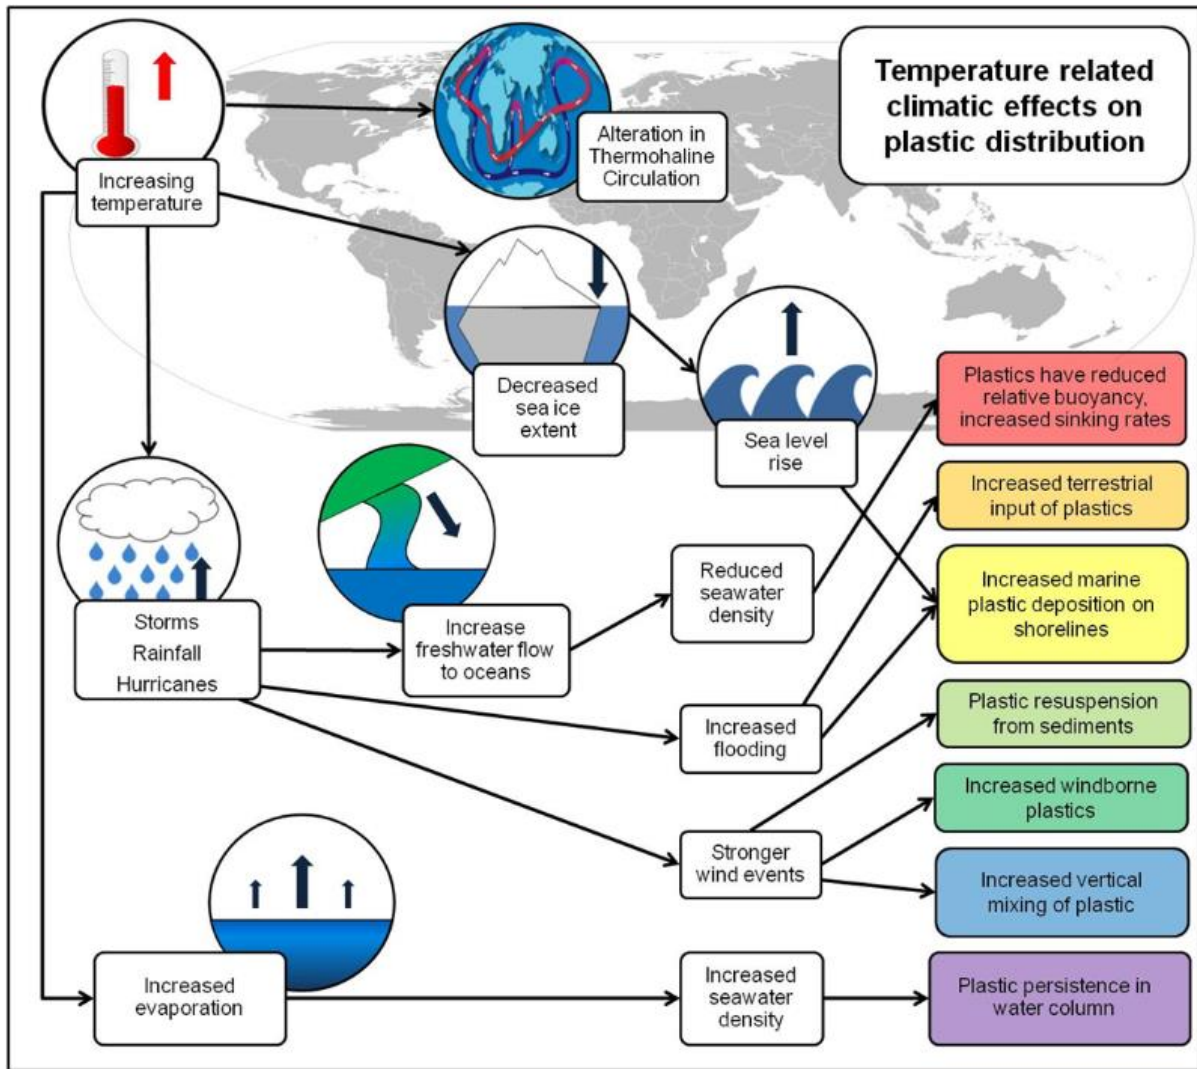 Temperature related
climatic effects on
plastic distribution
Increasing
temperature
Alteration in
Thermohaline
Circulation
Decreased
sea ice
extent
Sea level
rise
Storms
Rainfall
Hurricanes
Increase
freshwater flow
to oceans
Reduced
seawater
density
Increased
flooding
Stronger
wind events
Increased
evaporation
Increased
seawater
density
Plastics have reduced
relative buoyancy,
increased sinking rates
Increased terrestrial
input of plastics
Increased marine
plastic deposition on
shorelines
Plastic resuspension
from sediments
Increased windborne
plastics
Increased vertical
mixing of plastic
Plastic persistence in
water column